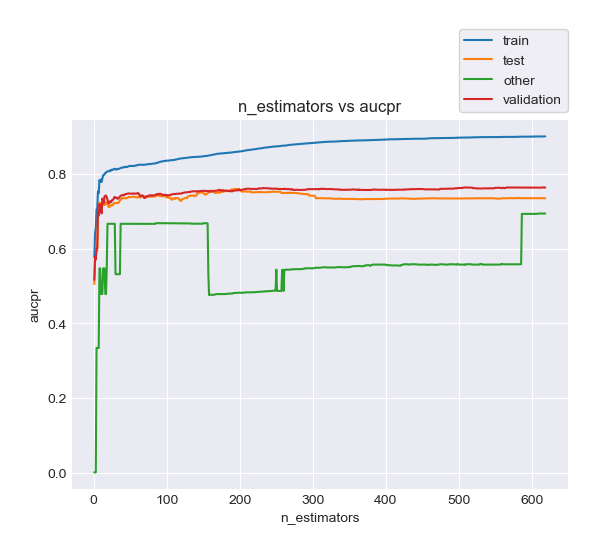 train
test
other
validation
n_estimators vs aucpr
0.8
0.6
0.4
0.2
0.0
aucpr
0 100 200 300 400 500 600
n_estimators